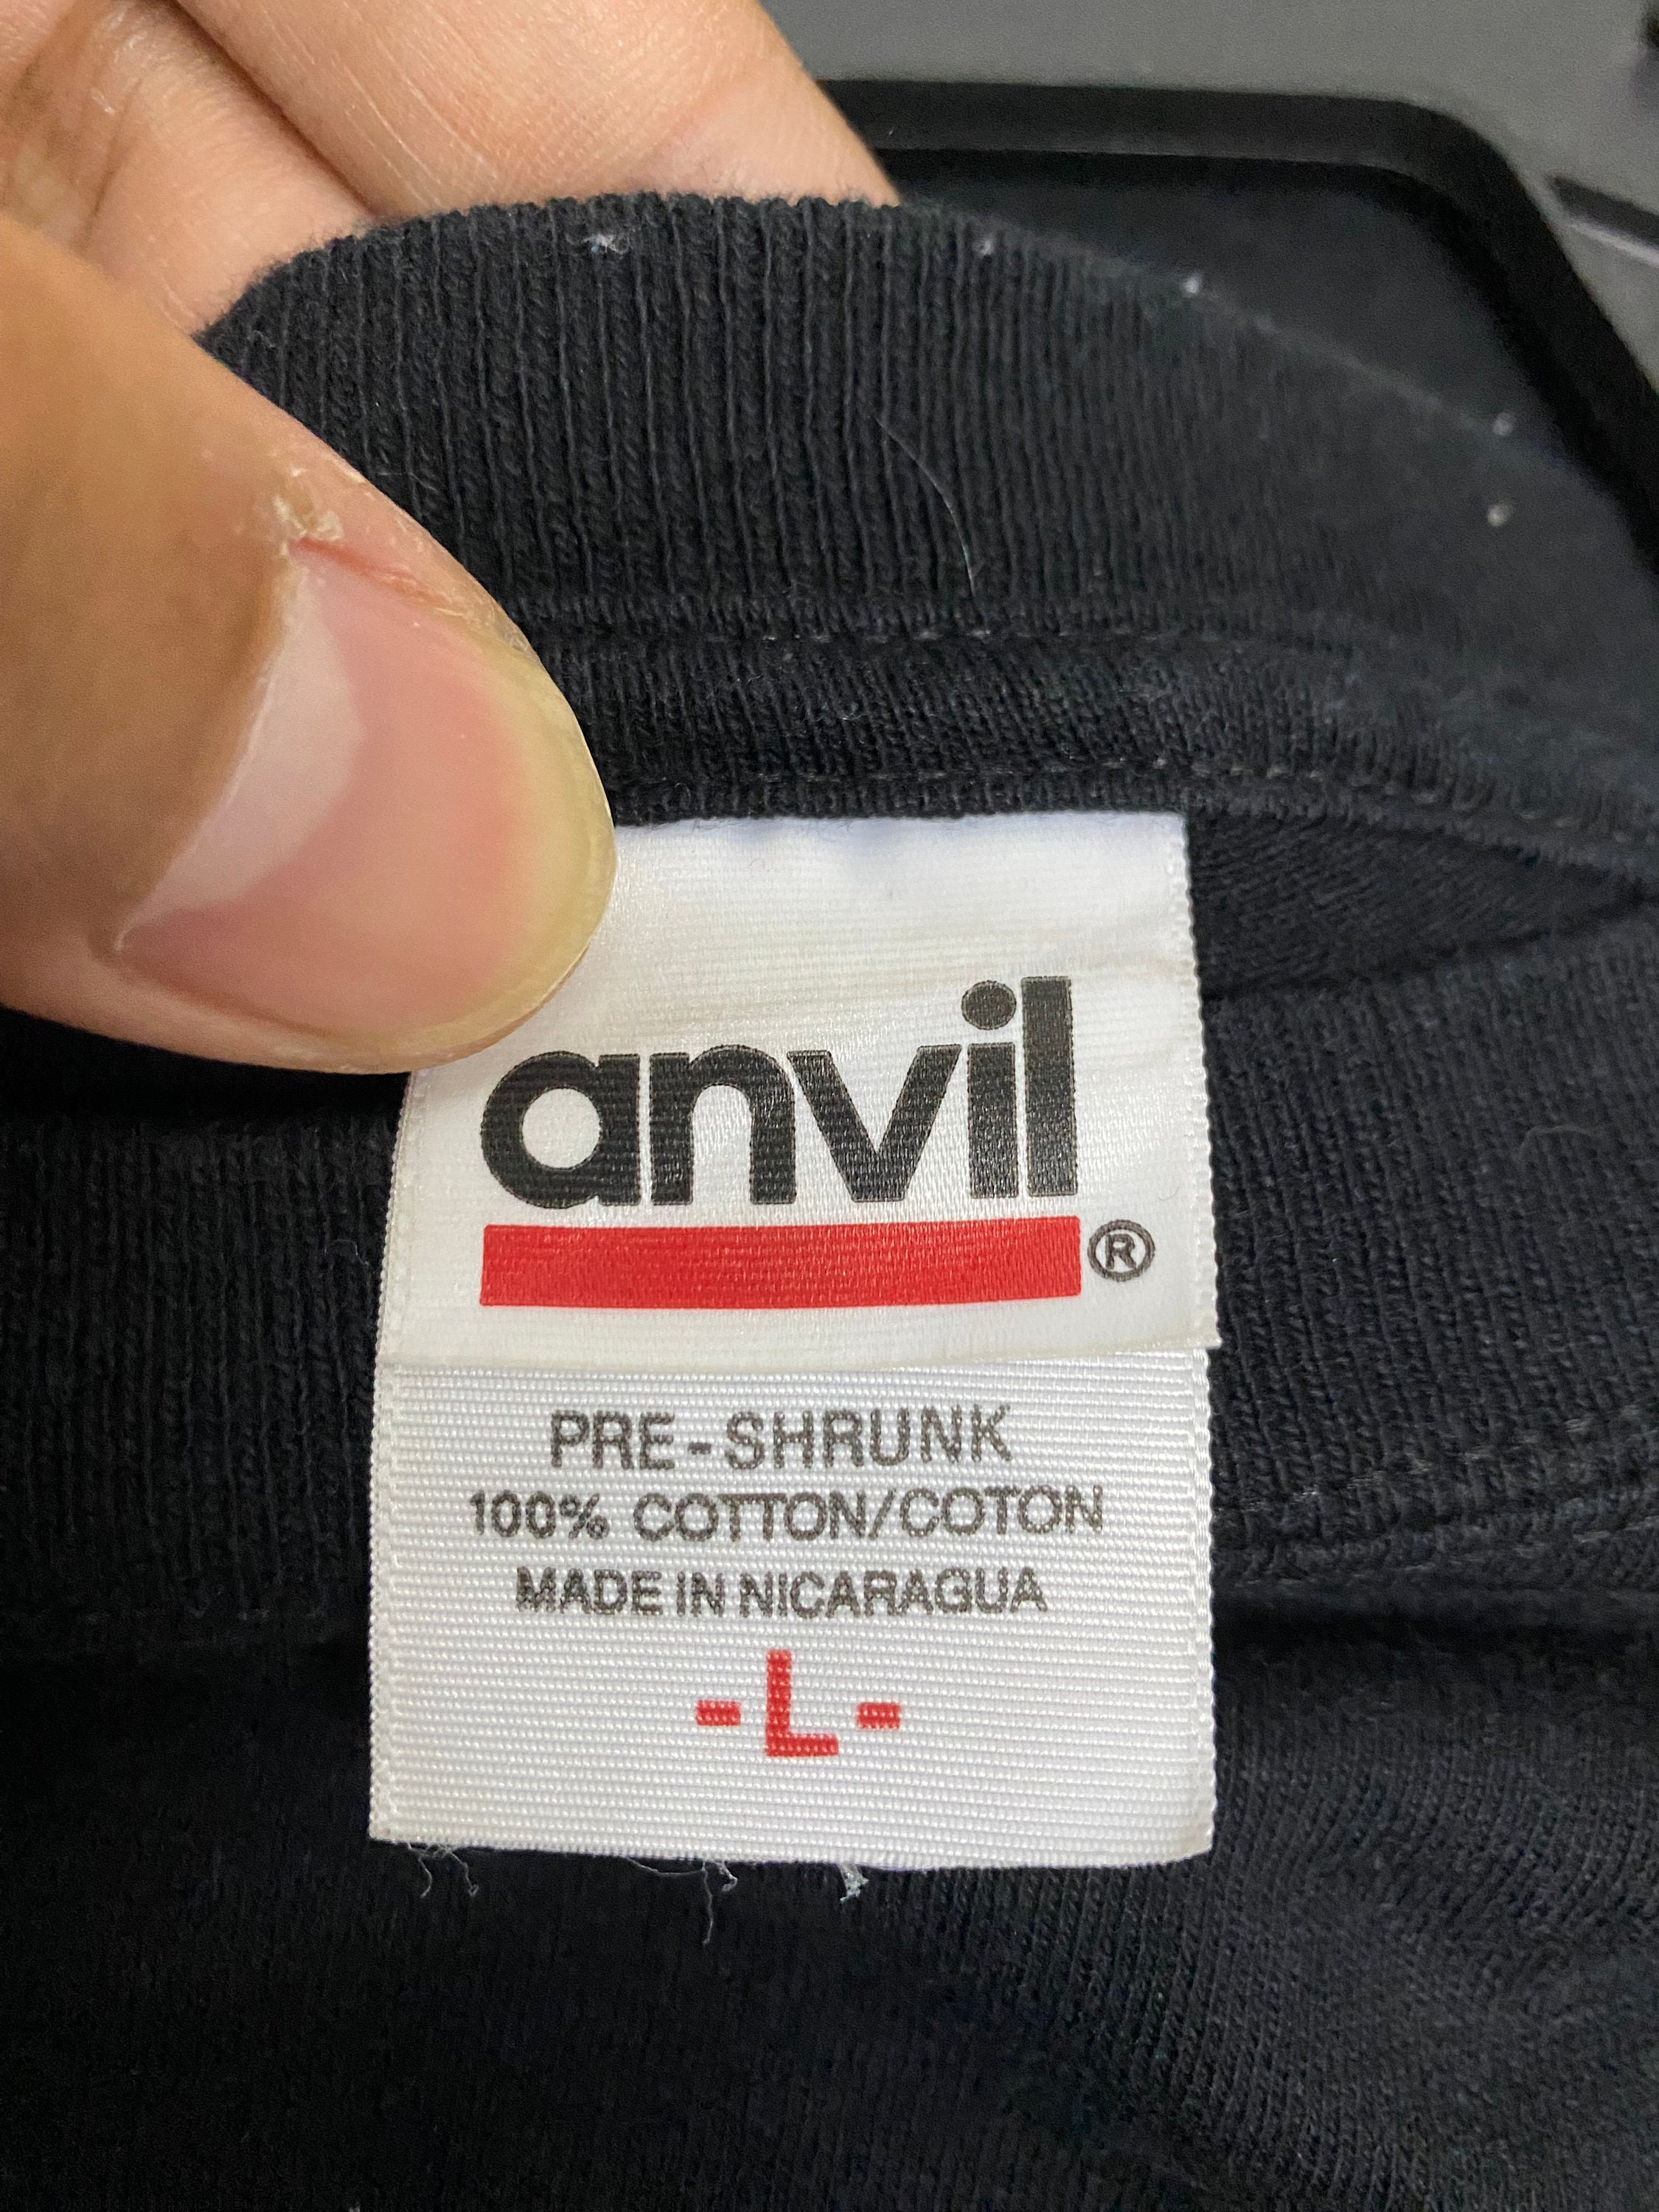 anvil
®
PRE-SHRUNK
100% COTTON/COTON
MADE IN NICARAGUA
-L-